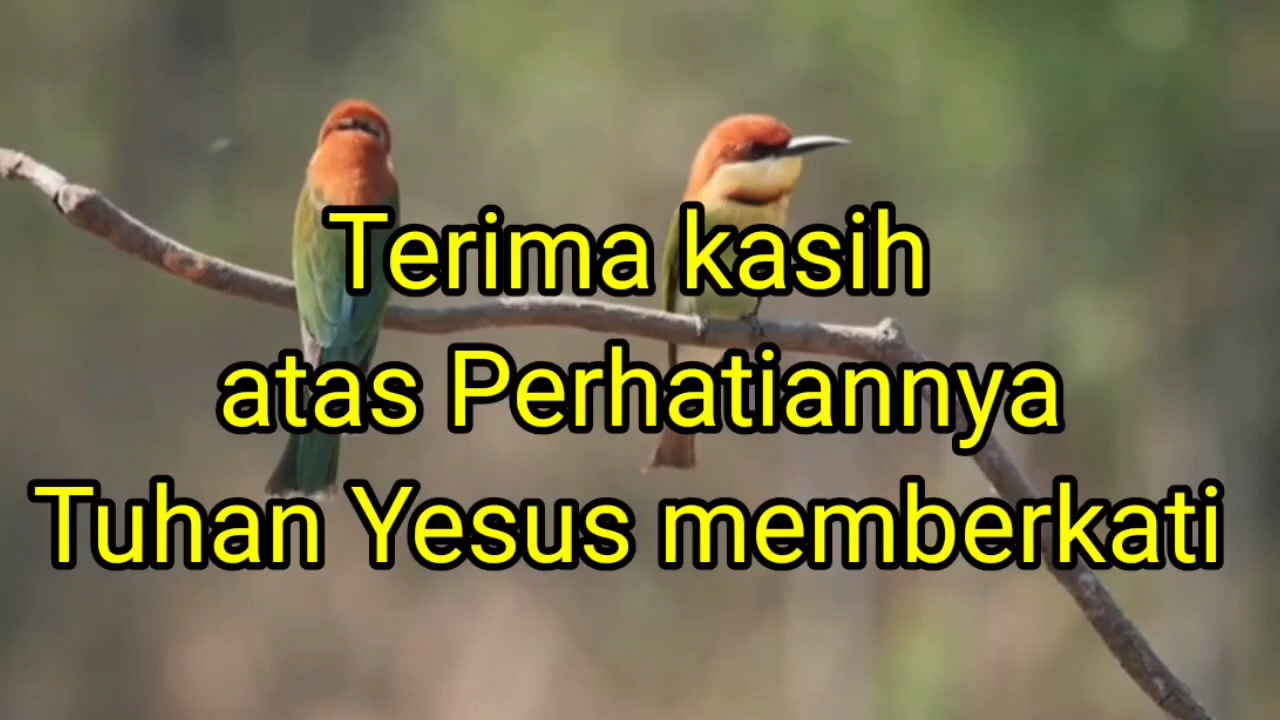 Terima kasih
atas Perhatiannya
Tuhan Yesus memberkati